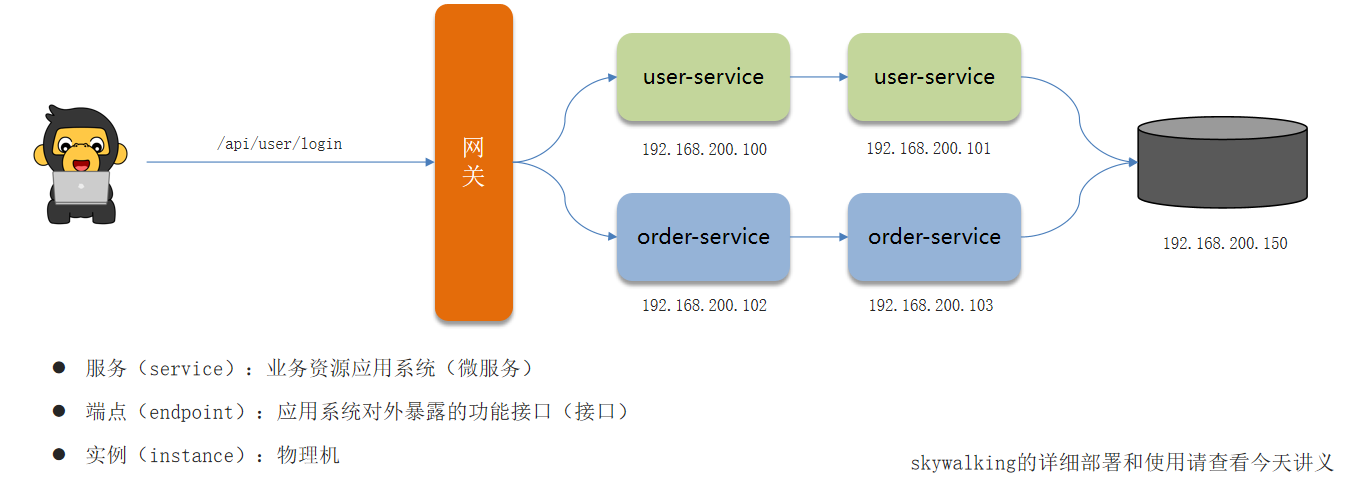 /api/user/login
网
关
user-service
user-service
192.168.200.100
192.168.200.101
order-service
order-service
192.168.200.102
192.168.200.103
192.168.200.150
● 服务（service）：业务资源应用系统（微服务）
● 端点（endpoint）：应用系统对外暴露的功能接口（接口）
● 实例（instance）：物理机
skywalking的详细部署和使用请查看今天讲义